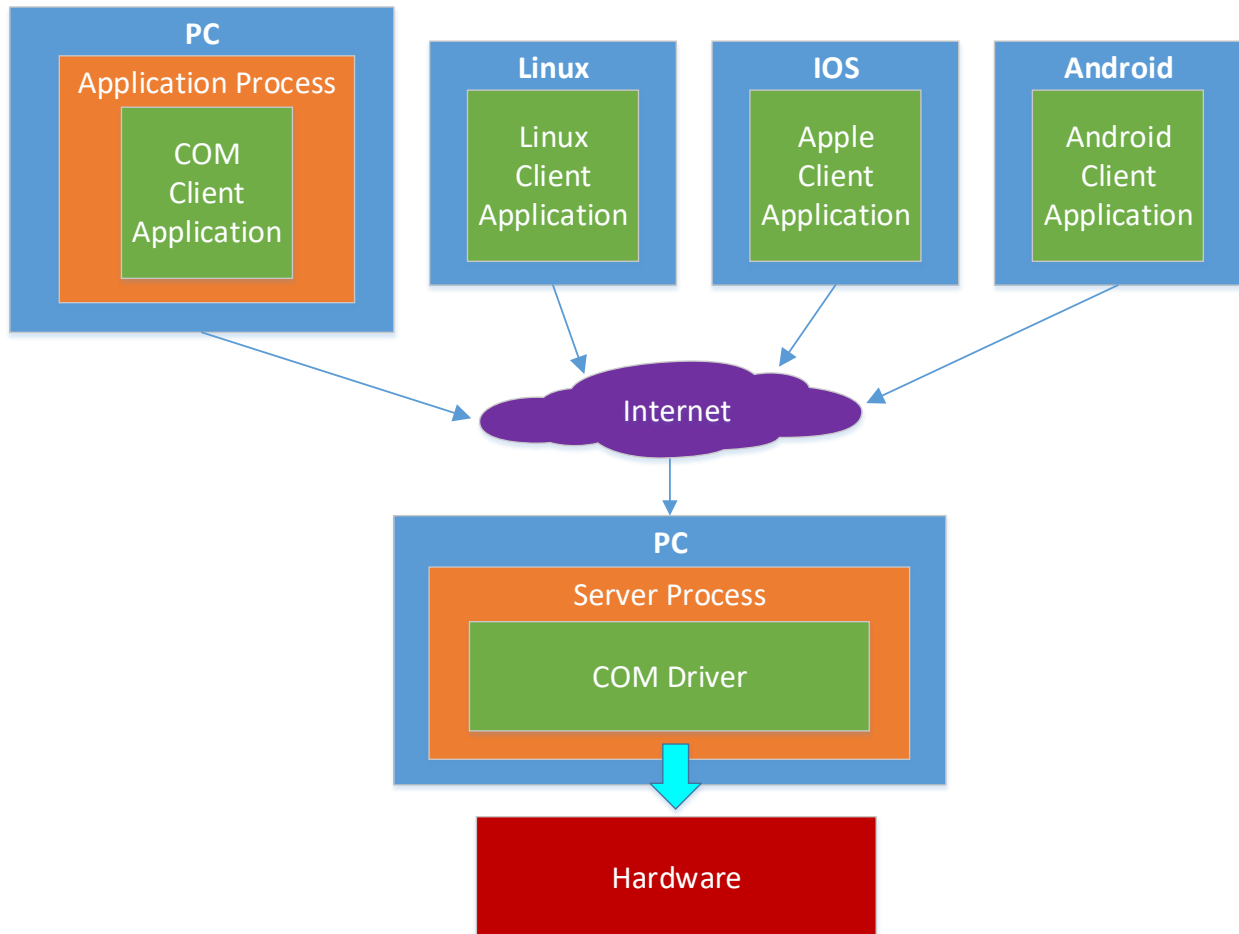 PC
Application Process
COM
Client
Application
Linux
Linux
Client
Application
IOS
Apple
Client
Application
Android
Android
Client
Application
Internet
PC
Server Process
COM Driver
Hardware